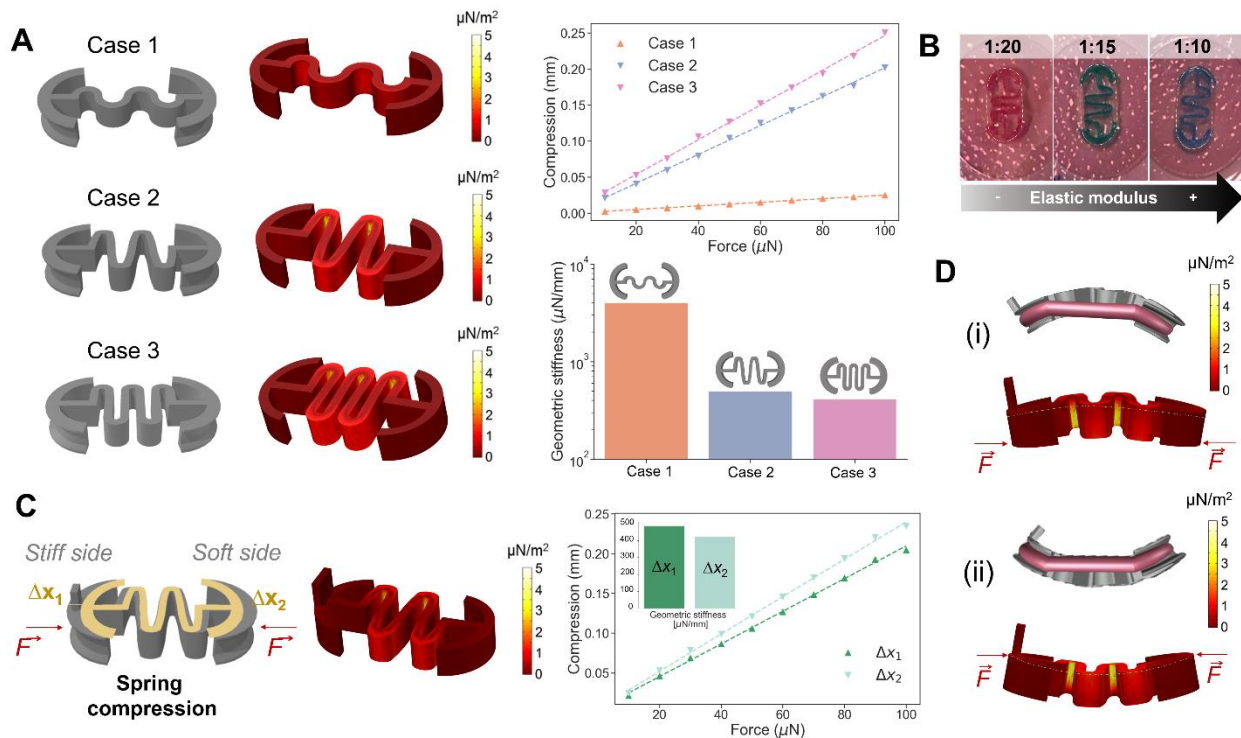 A
Case 1
µN/m²
5
4
3
2
1
0
Case 2
µN/m²
5
4
3
2
1
0
Case 3
µN/m²
5
4
3
2
1
0
Compression (mm)
0.25
0.20
0.15
0.10
0.05
0.00
Case 1
Case 2
Case 3
20 40 60 80 100
Force (µN)
Geometric stiffness (µN/mm)
10⁴
10³
10²
Case 1 Case 2 Case 3
B
1:20 1:15 1:10
- Elastic modulus +
C
Stiff side Soft side
Δx₁ Δx₂
F F
Spring
compression
µN/m²
5
4
3
2
1
0
Compression (mm)
0.20
0.15
0.10
0.05
500
400
300
200
100
0
Δx₁ Δx₂
Geometric stiffness
[µN/mm]
Δx₁
Δx₂
20 40 60 80 100
Force (µN)
D
(i)
µN/m²
5
4
3
2
1
0
F F
(ii)
µN/m²
5
4
3
2
1
0
F F